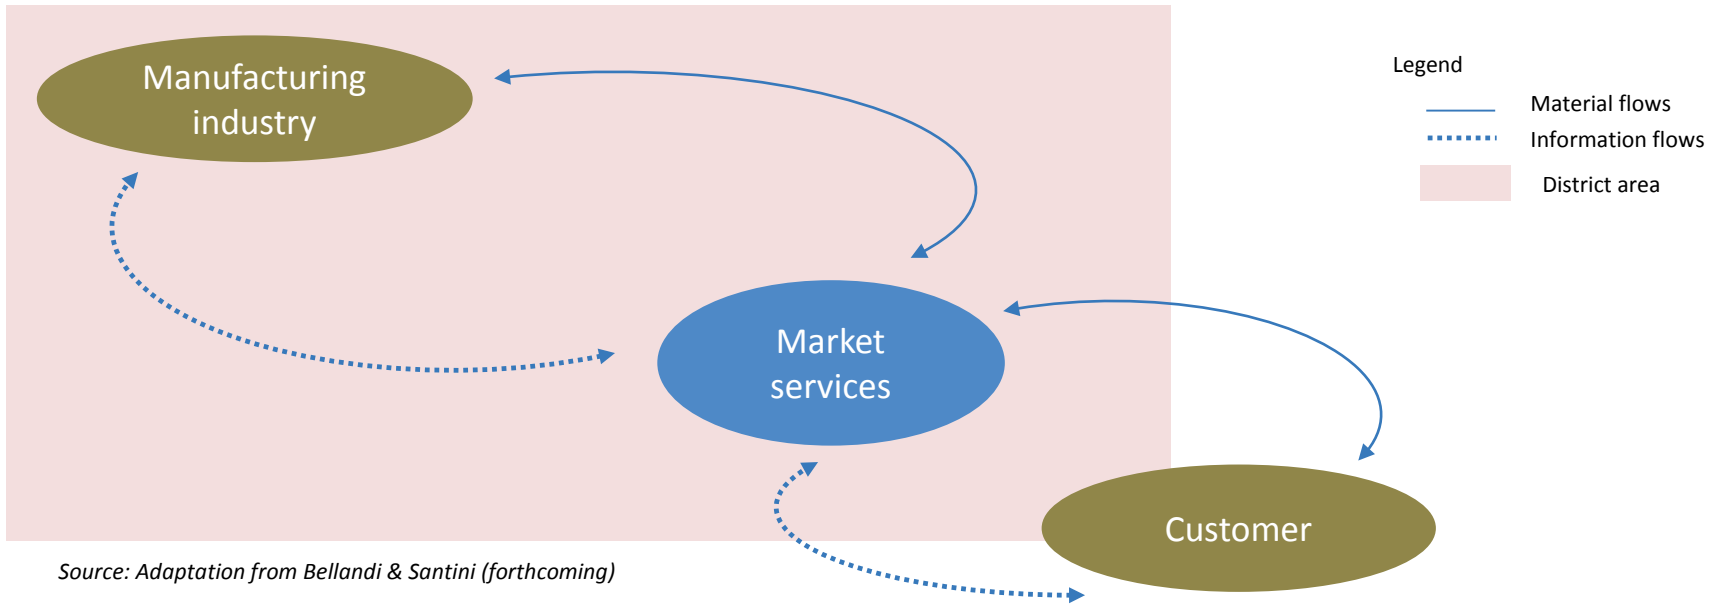 Manufacturing
industry
Legend
Material flows
Information flows
District area
Market
services
Customer
Source: Adaptation from Bellandi & Santini (forthcoming)